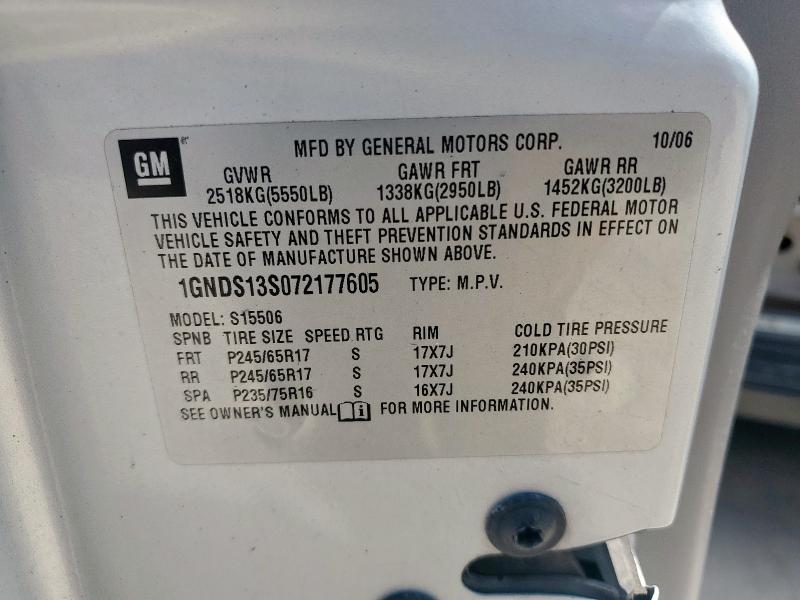 GM
MFD BY GENERAL MOTORS CORP. 10/06
GVWR GAWR FRT GAWR RR
2518KG(5550LB) 1338KG(2950LB) 1452KG(3200LB)
THIS VEHICLE CONFORMS TO ALL APPLICABLE U.S. FEDERAL MOTOR
VEHICLE SAFETY AND THEFT PREVENTION STANDARDS IN EFFECT ON
THE DATE OF MANUFACTURE SHOWN ABOVE.
1GNDS13S072177605 TYPE: M.P.V.
MODEL: S15506
SPNB TIRE SIZE SPEED RTG RIM COLD TIRE PRESSURE
FRT P245/65R17 S 17X7J 210KPA(30PSI)
RR P245/65R17 S 17X7J 240KPA(35PSI)
SPA P235/75R16 S 16X7J 240KPA(35PSI)
SEE OWNER'S MANUAL FOR MORE INFORMATION.